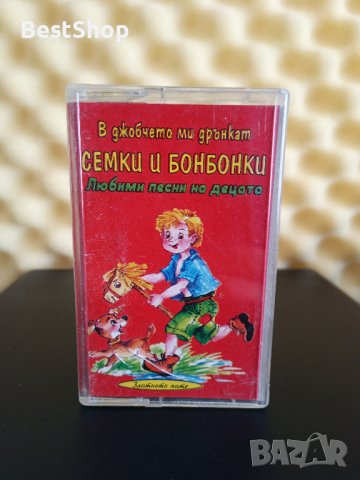 BestShop
В джобчето ми дрънкат
СЕМКИ И БОНБОНКИ
Любими песни на децата
Златното пате
BAZAR